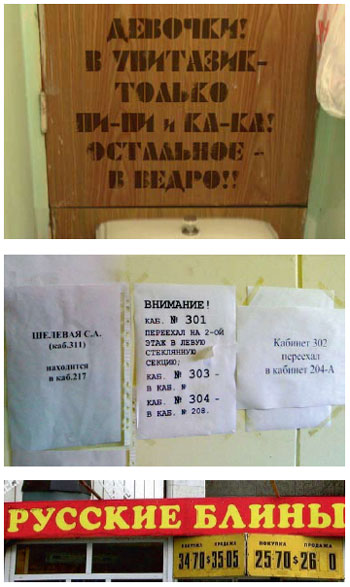 ДЕВОЧКИ!
В УНИТАЗИК-
ТОЛЬКО
ПИ-ПИ и КА-КА!
ОСТАЛЬНОЕ -
В ВЕДРО!!
ШЕЛЕВАЯ С.А.
(каб.311)
находится
в каб.217
ВНИМАНИЕ!
КАБ. № 301
ПЕРЕЕХАЛ НА 2-ОЙ
ЭТАЖ В ЛЕВУЮ
СТЕКЛЯННУЮ
СЕКЦИЮ;
КАБ. № 303 -
В КАБ. №
КАБ. № 304 -
В КАБ. № 208.
Кабинет 302
переехал
в кабинет 204-А
РУССКИЕ БЛИНЫ
ПОКУПКА ПРОДАЖА ПОКУПКА ПРОДАЖА
34 70 $ 35 05 25 70 $ 26 0